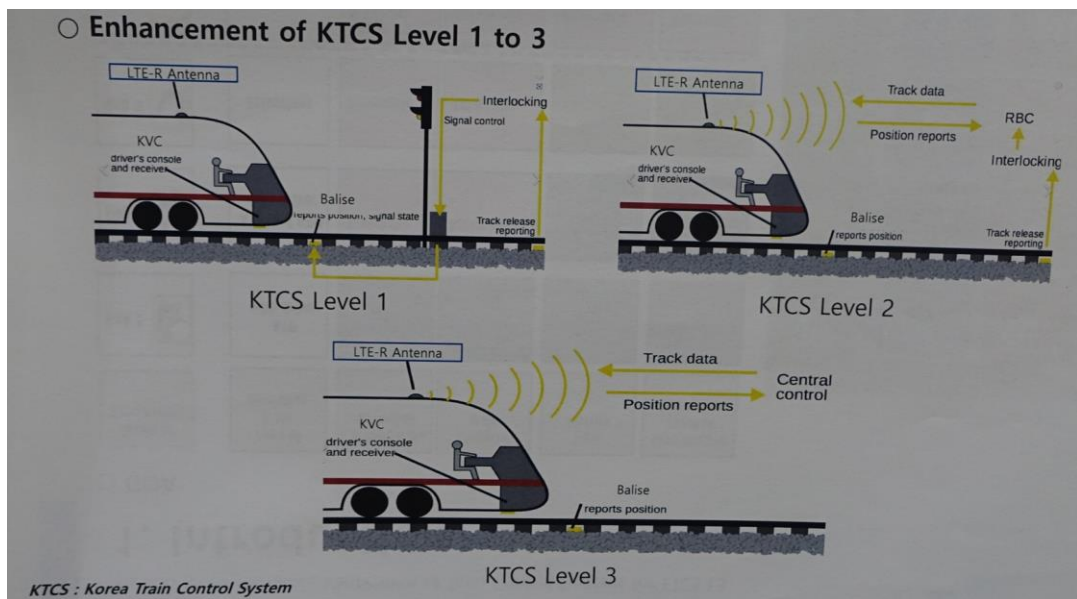 ○ Enhancement of KTCS Level 1 to 3
LTE-R Antenna
KVC
driver's console
and receiver
Balise
reports position, signal state
Interlocking
Signal control
Track release
reporting
KTCS Level 1
LTE-R Antenna
KVC
driver's console
and receiver
Balise
reports position
Track data
Position reports
RBC
Interlocking
Track release
reporting
KTCS Level 2
LTE-R Antenna
KVC
driver's console
and receiver
Balise
reports position
Track data
Position reports
Central
control
KTCS Level 3
KTCS : Korea Train Control System